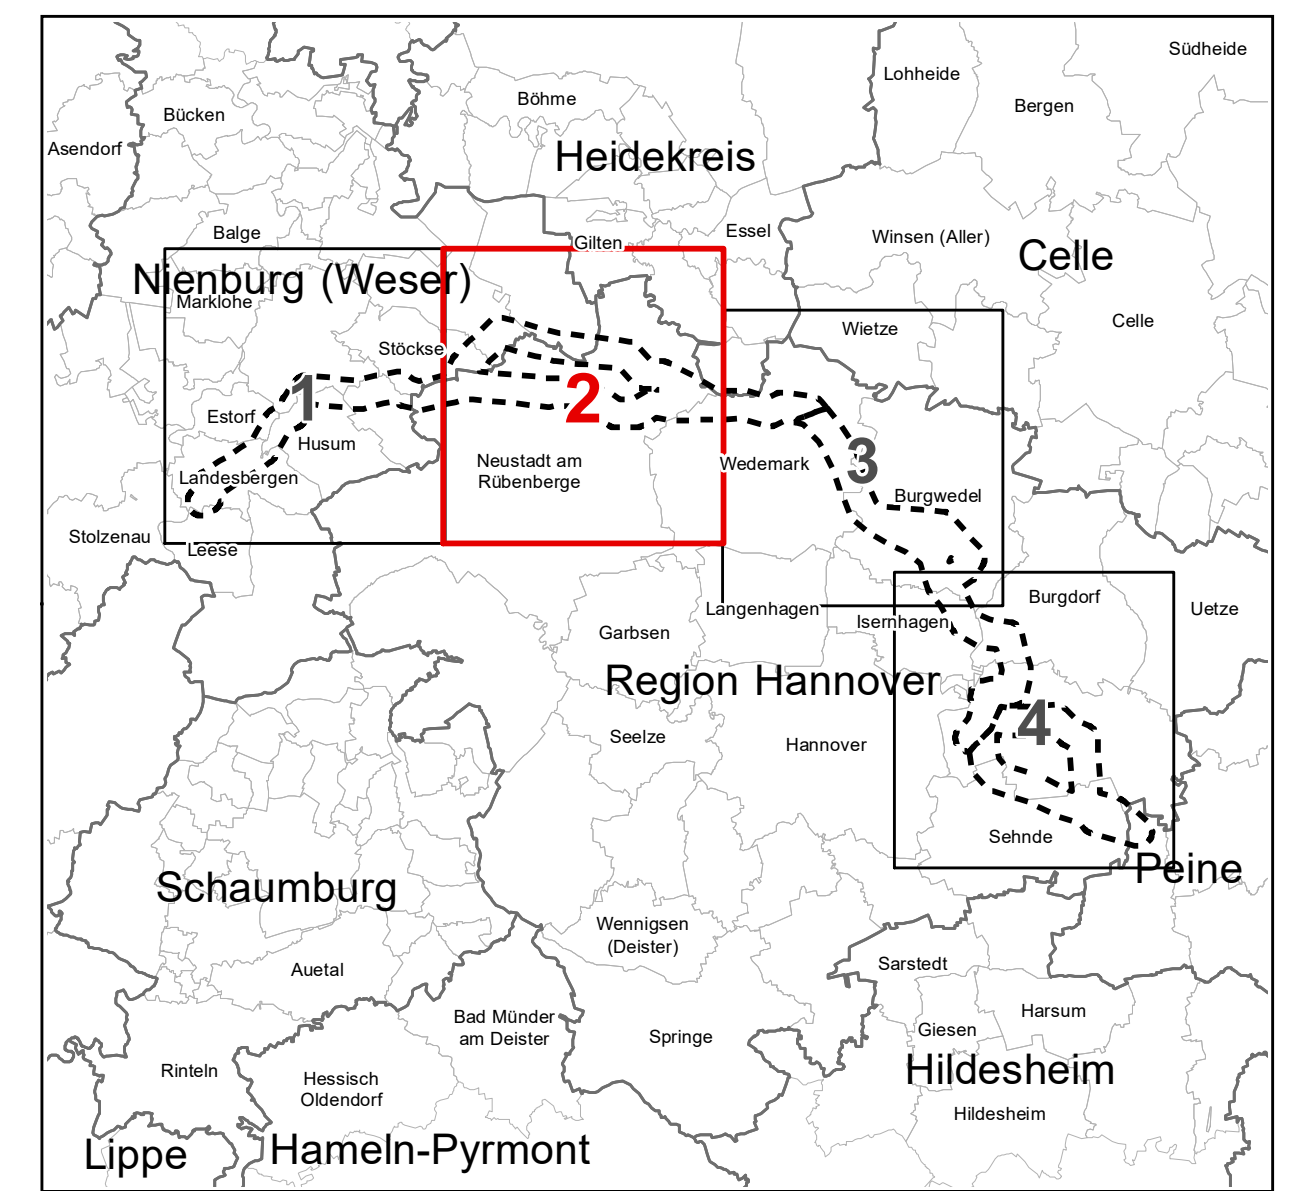 Südheide
Lohheide
Böhme
Bergen
Bücken
Asendorf
Heidekreis
Balge
Gilten
Essel
Winsen (Aller)
Celle
Nienburg (Weser)
Marklohe
Celle
Wietze
Stöckse
1
2
Estorf
Husum
3
Landesbergen
Neustadt am
Rübenberge
Wedemark
Burgwedel
Stolzenau
Leese
Burgdorf
Langenhagen
Uetze
Isernhagen
Garbsen
Region Hannover
4
Seelze
Hannover
Sehnde
Peine
Schaumburg
Wennigsen
(Deister)
Auetal
Sarstedt
Bad Münder
am Deister
Harsum
Giesen
Springe
Rinteln
Hessisch
Oldendorf
Hildesheim
Hildesheim
Lippe
Hameln-Pyrmont